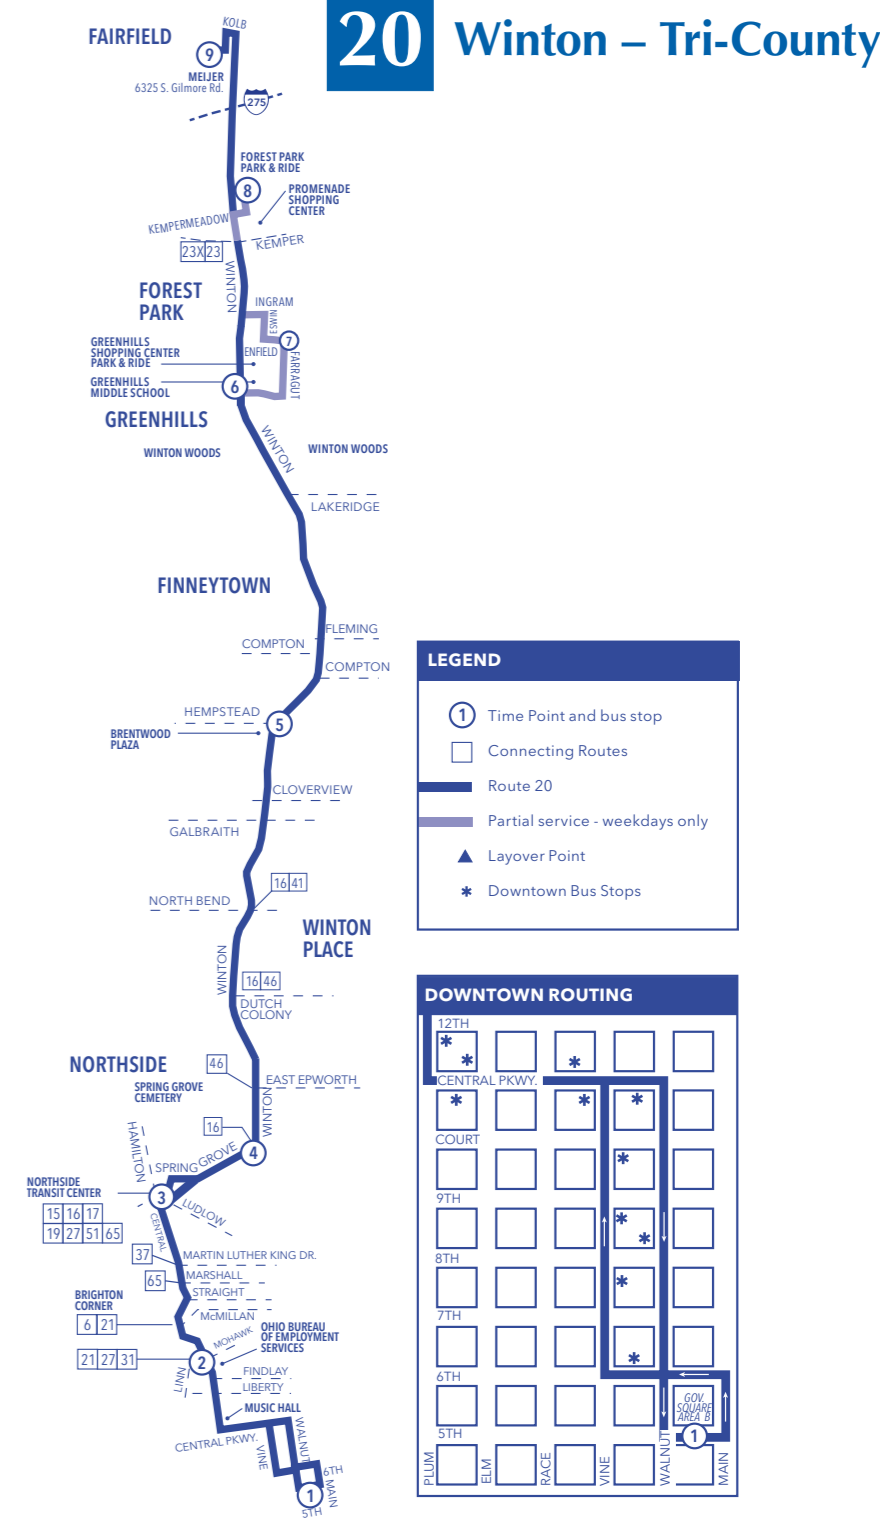 20 Winton – Tri-County
KOLB
FAIRFIELD
9
MEIJER
6325 S. Gilmore Rd.
275
FOREST PARK
PARK & RIDE
8
PROMENADE
SHOPPING
CENTER
KEMPERMEADOW
KEMPER
23X 23
WINTON
FOREST
PARK
INGRAM
ESWIN
7
GREENHILLS
SHOPPING CENTER
PARK & RIDE
ENFIELD
FARRAGUT
GREENHILLS
MIDDLE SCHOOL
6
GREENHILLS
WINTON
WINTON WOODS
WINTON WOODS
LAKERIDGE
FINNEYTOWN
FLEMING
COMPTON
COMPTON
HEMPSTEAD
5
BRENTWOOD
PLAZA
CLOVERVIEW
GALBRAITH
16 41
NORTH BEND
WINTON
PLACE
WINTON
16 46
DUTCH
COLONY
NORTHSIDE
46
EAST EPWORTH
SPRING GROVE
CEMETERY
WINTON
16
HAMILTON
4
SPRING GROVE
NORTHSIDE
TRANSIT CENTER
3
LUDLOW
15 16 17
19 27 51 65
CENTRAL
37
MARTIN LUTHER KING DR.
65
MARSHALL
STRAIGHT
BRIGHTON
CORNER
McMILLAN
6 21
MOHAWK
OHIO BUREAU
OF EMPLOYMENT
SERVICES
21 27 31
2
LINN
FINDLAY
LIBERTY
MUSIC HALL
CENTRAL PKWY.
VINE
WALNUT
6TH
MAIN
1
5TH
LEGEND
1 Time Point and bus stop
Connecting Routes
Route 20
Partial service - weekdays only
Layover Point
* Downtown Bus Stops
DOWNTOWN ROUTING
12TH
CENTRAL PKWY.
COURT
9TH
8TH
7TH
6TH
GOV.
SQUARE
AREA B
5TH
1
PLUM
ELM
RACE
VINE
WALNUT
MAIN